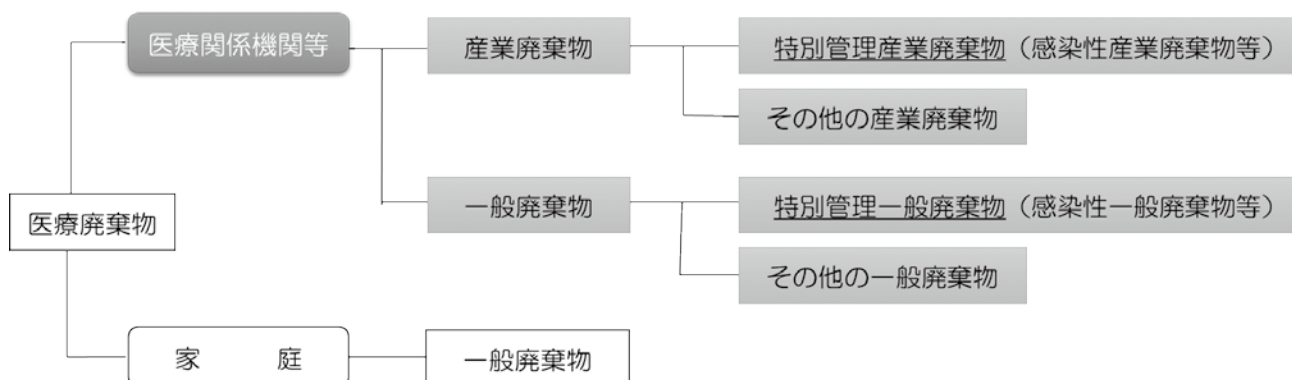 医療関係機関等
産業廃棄物
特別管理産業廃棄物（感染性産業廃棄物等）
その他の産業廃棄物
医療廃棄物
一般廃棄物
特別管理一般廃棄物（感染性一般廃棄物等）
その他の一般廃棄物
家　　　庭
一般廃棄物